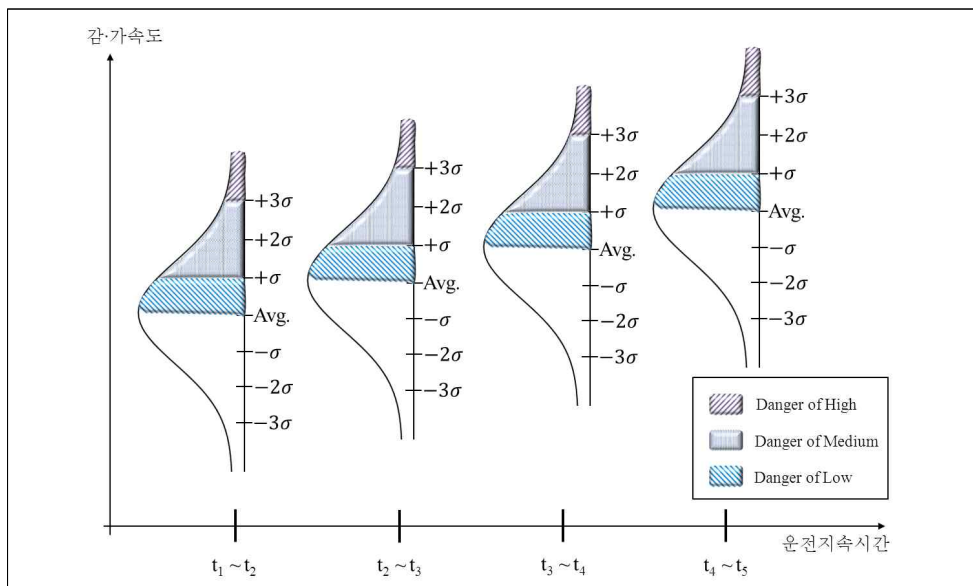 감·가속도
+3σ
+2σ
+σ
Avg.
−σ
−2σ
−3σ
+3σ
+2σ
+σ
Avg.
−σ
−2σ
−3σ
+3σ
+2σ
+σ
Avg.
−σ
−2σ
−3σ
+3σ
+2σ
+σ
Avg.
−σ
−2σ
−3σ
Danger of High
Danger of Medium
Danger of Low
운전지속시간
t₁ ~ t₂
t₂ ~ t₃
t₃ ~ t₄
t₄ ~ t₅